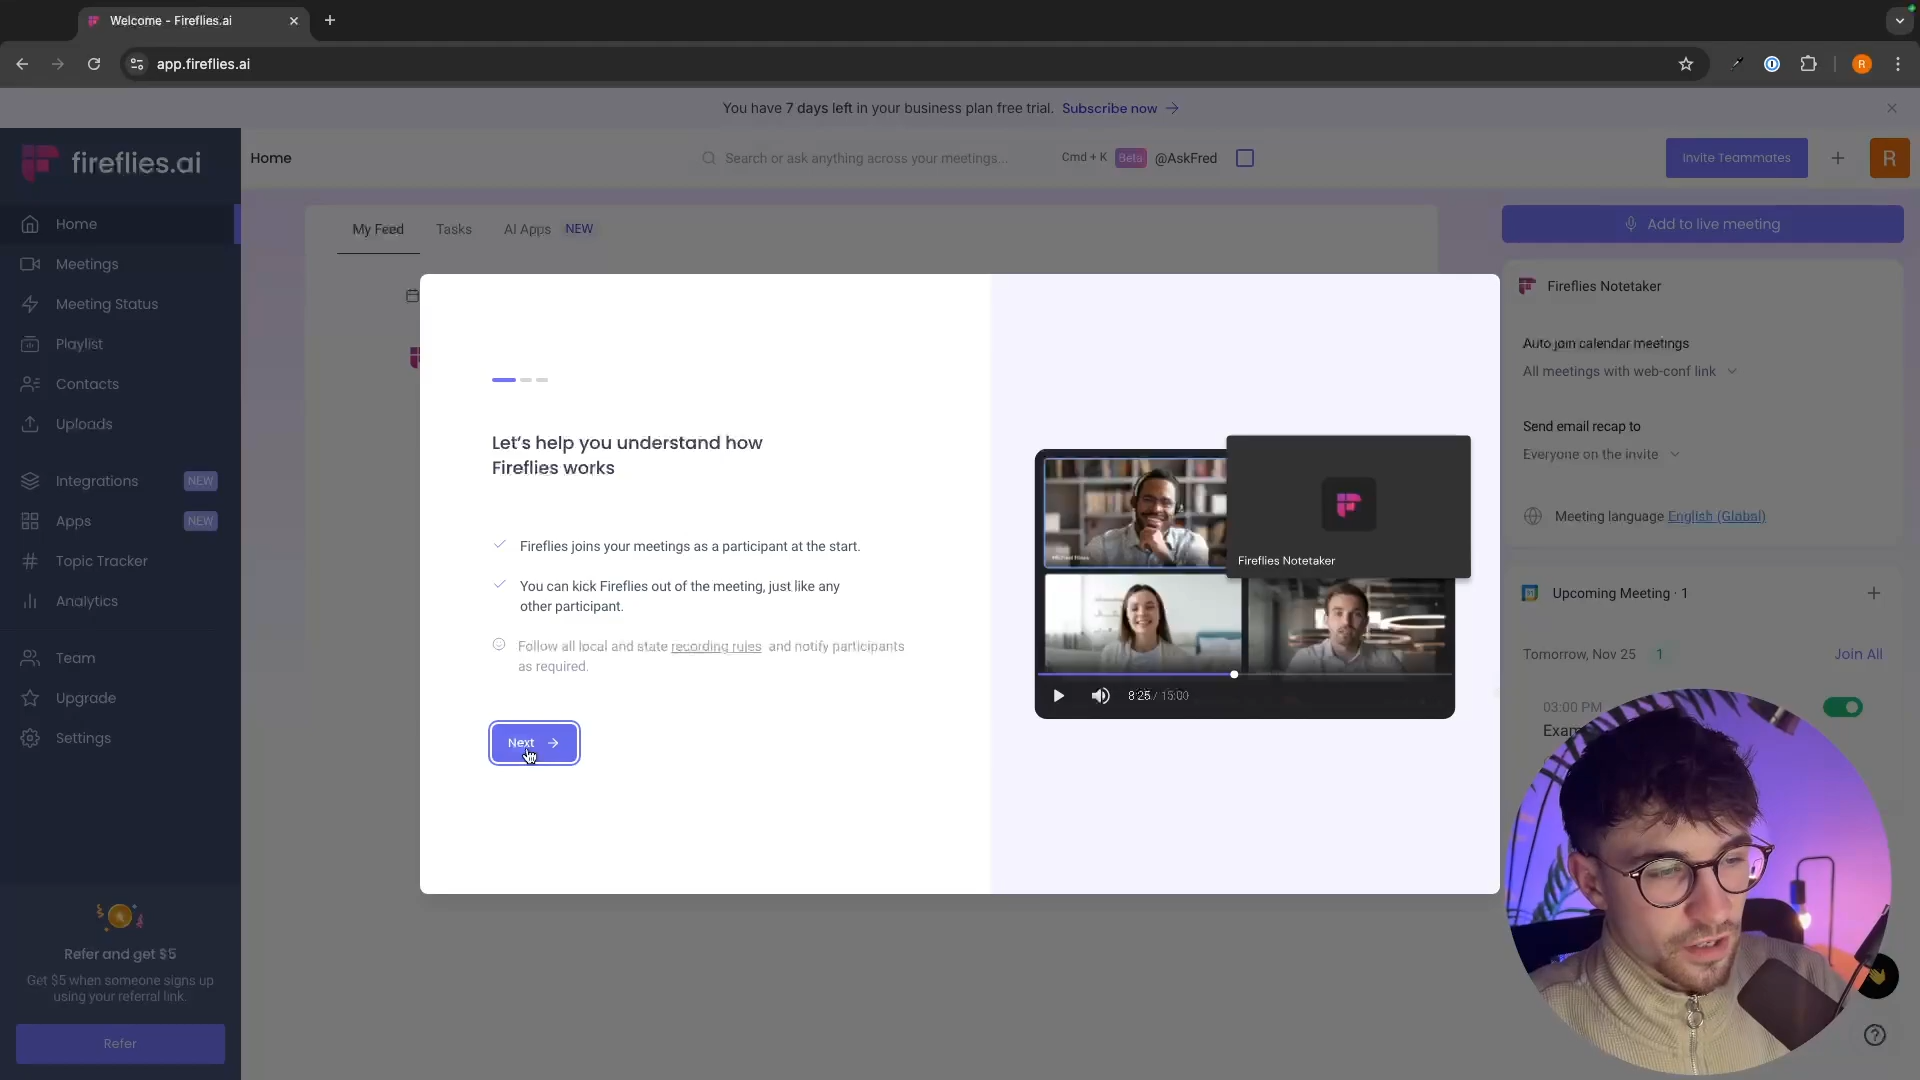 Welcome - Fireflies.ai
app.fireflies.ai
R
You have 7 days left in your business plan free trial. Subscribe now
fireflies.ai
Home
Search or ask anything across your meetings...
Cmd + K
Beta
@AskFred
Invite Teammates
R
Home
Meetings
Meeting Status
Playlist
Contacts
Uploads
Integrations NEW
Apps NEW
Topic Tracker
Analytics
Team
Upgrade
Settings
Refer and get $5
Get $5 when someone signs up
using your referral link.
Refer
My Feed
Tasks
AI Apps NEW
Let's help you understand how
Fireflies works
Fireflies joins your meetings as a participant at the start.
You can kick Fireflies out of the meeting, just like any
other participant.
Follow all local and state recording rules and notify participants
as required.
Next
Fireflies Notetaker
8:25 / 15:00
Add to live meeting
Fireflies Notetaker
Auto join calendar meetings
All meetings with web-conf link
Send email recap to
Everyone on the invite
Meeting language English (Global)
Upcoming Meeting · 1
Tomorrow, Nov 25 1
Join All
03:00 PM